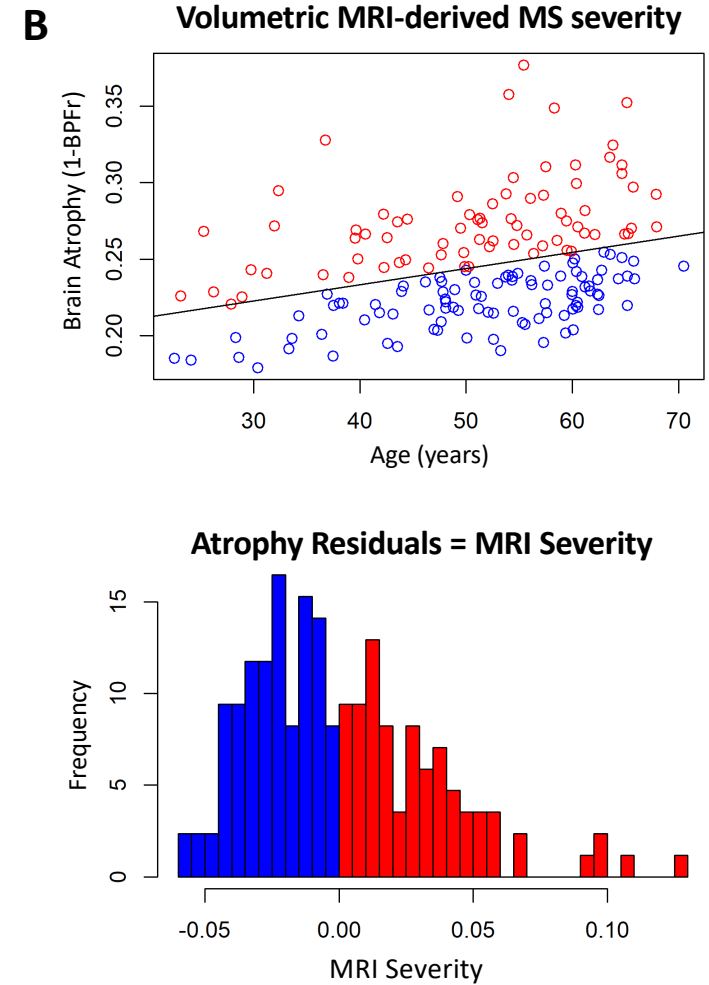 B
Volumetric MRI-derived MS severity
Brain Atrophy (1-BPFr)
0.35
0.30
0.25
0.20
30 40 50 60 70
Age (years)
Atrophy Residuals = MRI Severity
Frequency
15
10
5
0
-0.05 0.00 0.05 0.10
MRI Severity